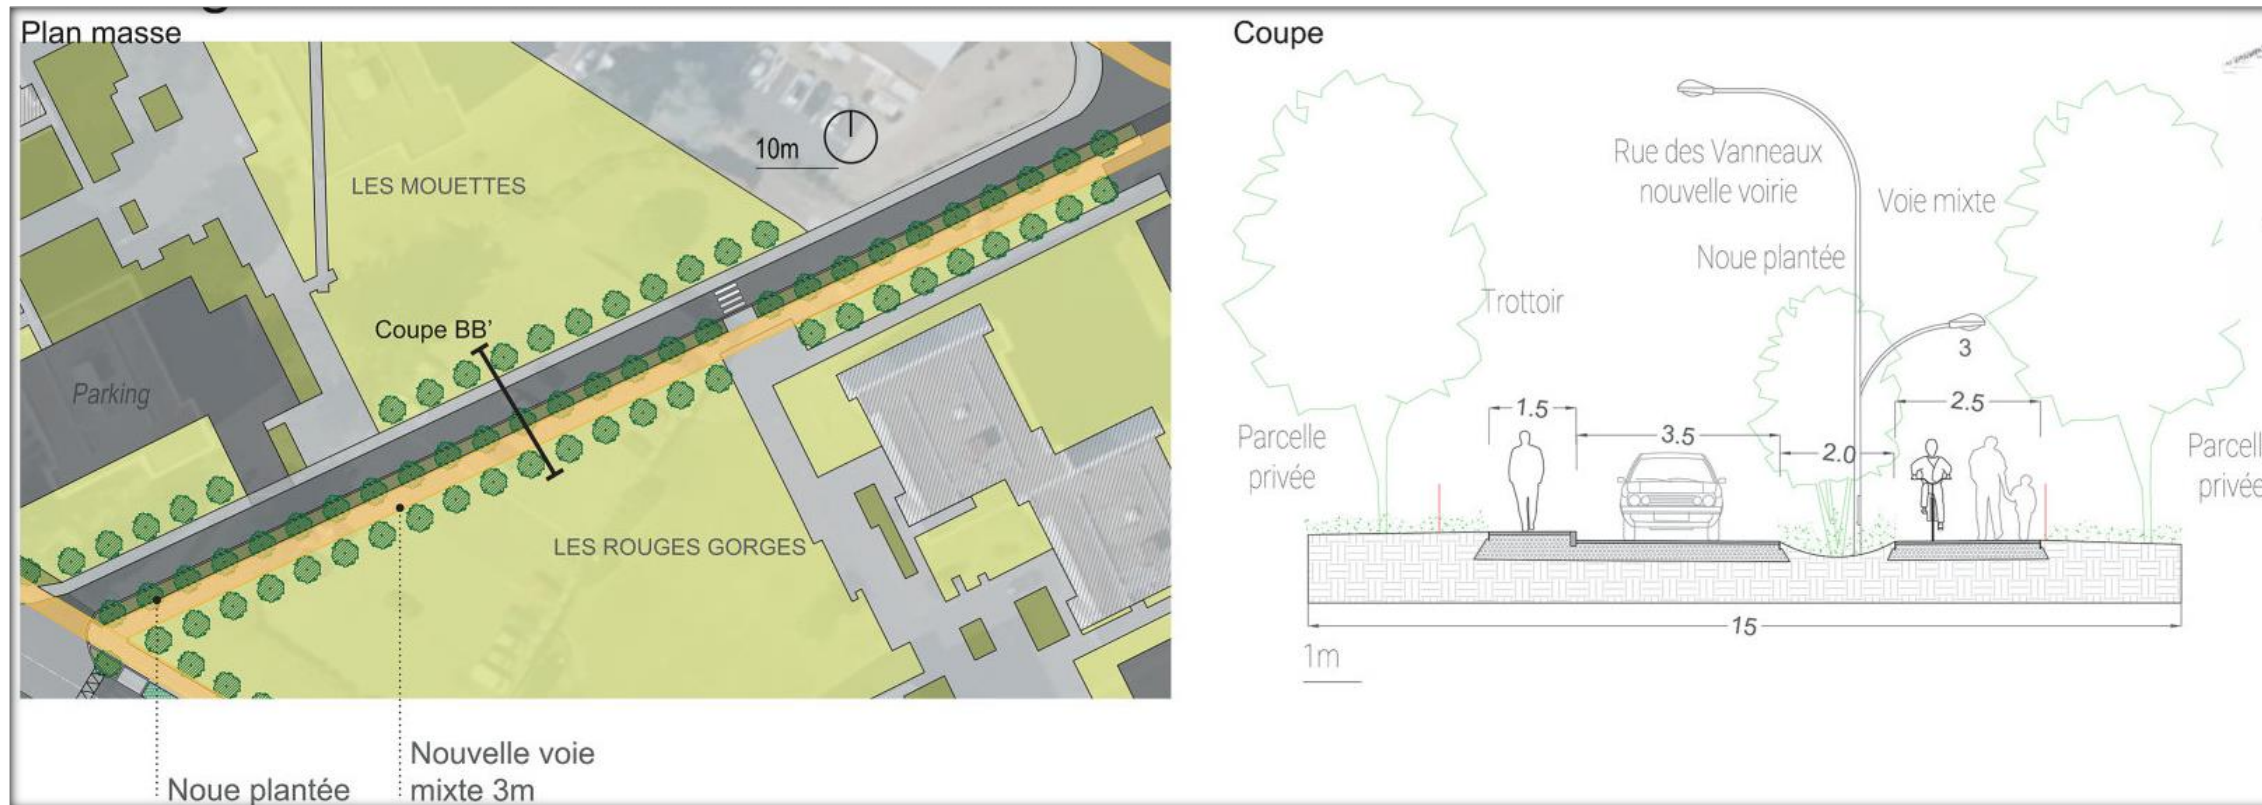 Plan masse
10m
LES MOUETTES
Coupe BB'
Parking
LES ROUGES GORGES
Noue plantée
Nouvelle voie
mixte 3m
Coupe
Rue des Vanneaux
nouvelle voirie
Voie mixte
Noue plantée
Trottoir
3
1.5
3.5
2.0
2.5
Parcelle
privée
Parcell
privée
15
1m